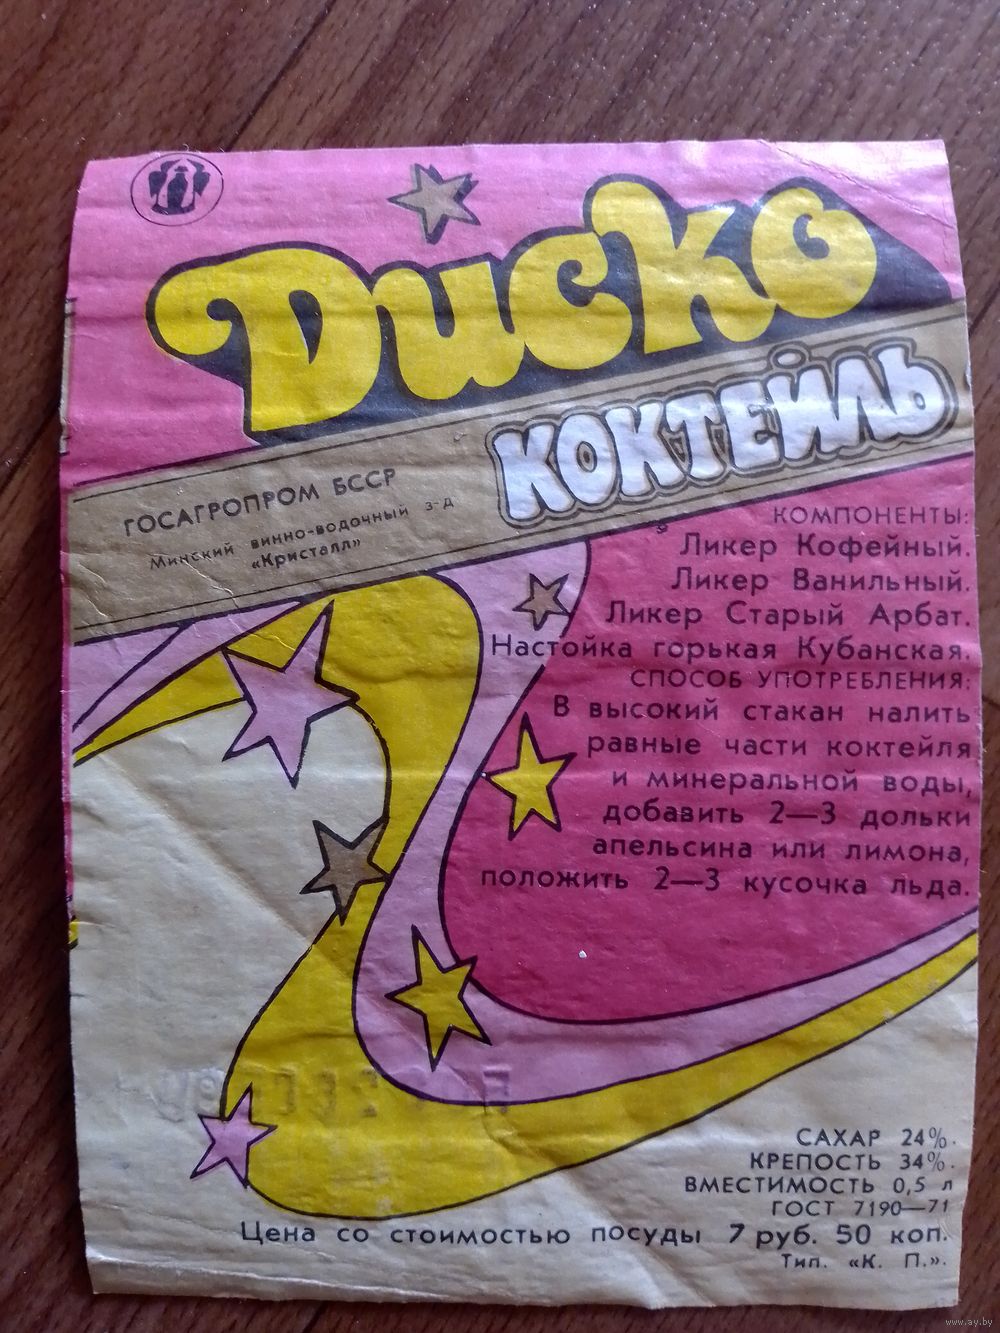 Диско
КОКТЕЙЛЬ
ГОСАГРОПРОМ БССР
Минский винно-водочный з-д
«Кристалл»
КОМПОНЕНТЫ:
Ликер Кофейный.
Ликер Ванильный.
Ликер Старый Арбат.
Настойка горькая Кубанская.
СПОСОБ УПОТРЕБЛЕНИЯ:
В высокий стакан налить
равные части коктейля
и минеральной воды,
добавить 2—3 дольки
апельсина или лимона,
положить 2—3 кусочка льда.
САХАР 24%.
КРЕПОСТЬ 34%.
ВМЕСТИМОСТЬ 0,5 л
ГОСТ 7190—71
Цена со стоимостью посуды 7 руб. 50 коп.
Тип. «К. П.».
www.ay.by